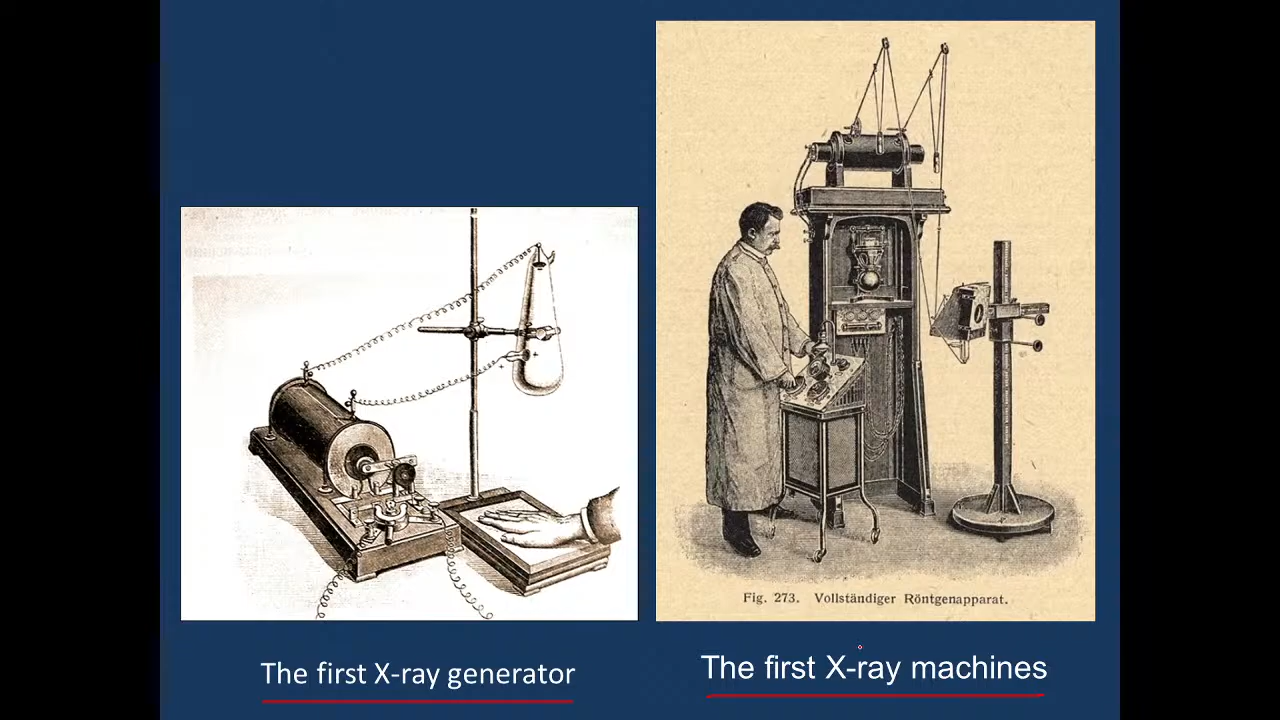 Fig. 273. Vollständiger Röntgenapparat.
The first X-ray generator
The first X-ray machines